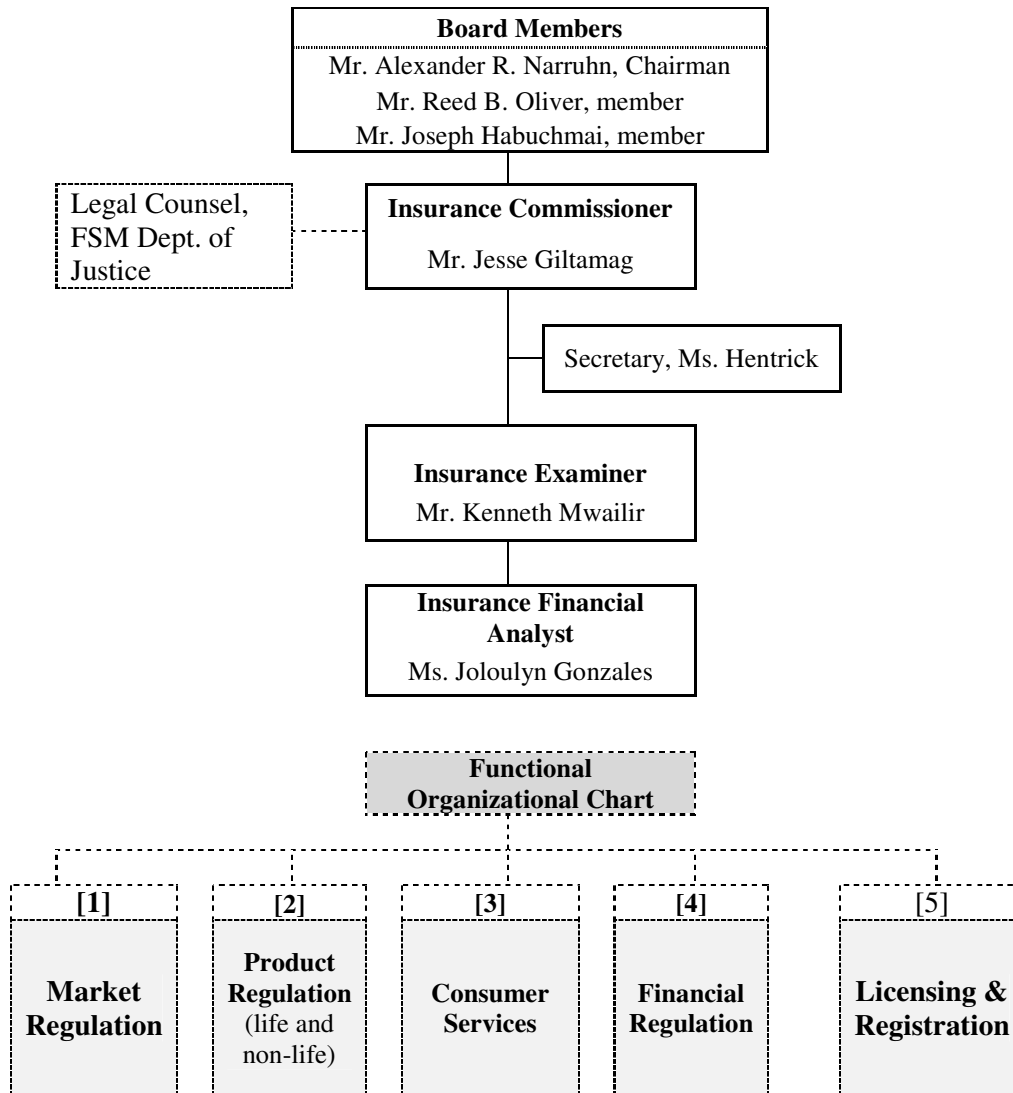 Board Members
Mr. Alexander R. Narruhn, Chairman
Mr. Reed B. Oliver, member
Mr. Joseph Habuchmai, member
Legal Counsel,
FSM Dept. of
Justice
Insurance Commissioner
Mr. Jesse Giltamag
Secretary, Ms. Hentrick
Insurance Examiner
Mr. Kenneth Mwailir
Insurance Financial
Analyst
Ms. Joloulyn Gonzales
Functional
Organizational Chart
[1]
Market
Regulation
[2]
Product
Regulation
(life and
non-life)
[3]
Consumer
Services
[4]
Financial
Regulation
[5]
Licensing &
Registration